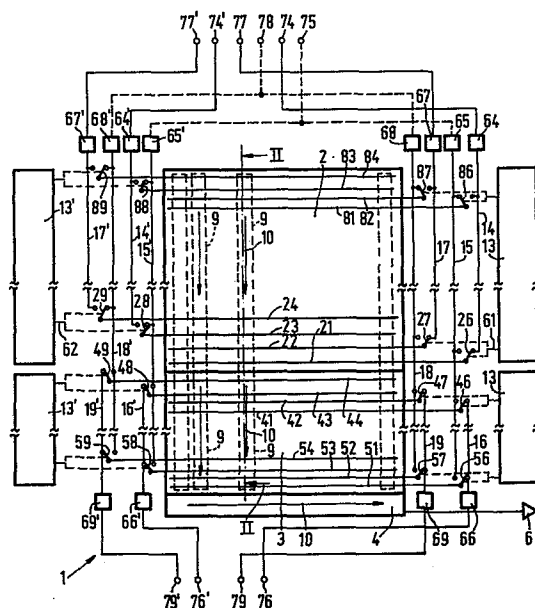 77' 74' 77 78 74 75
67' 68' 64' 65' 67
68 65 64
II
2 83 84 87 86
89 88 81 82
13' 17' 14' 15' 9 9 10 17 15 14 13
24
29 28 23 21 27 26 61
62 22
49 18' 48 18 47 46
13' 44 13
19' 16' 42 9 43 41 10 19 16
59 58 54 53 52 51 57 56
9
69' 66' II 10 69 66
1 3 4 6
79' 76' 79 76